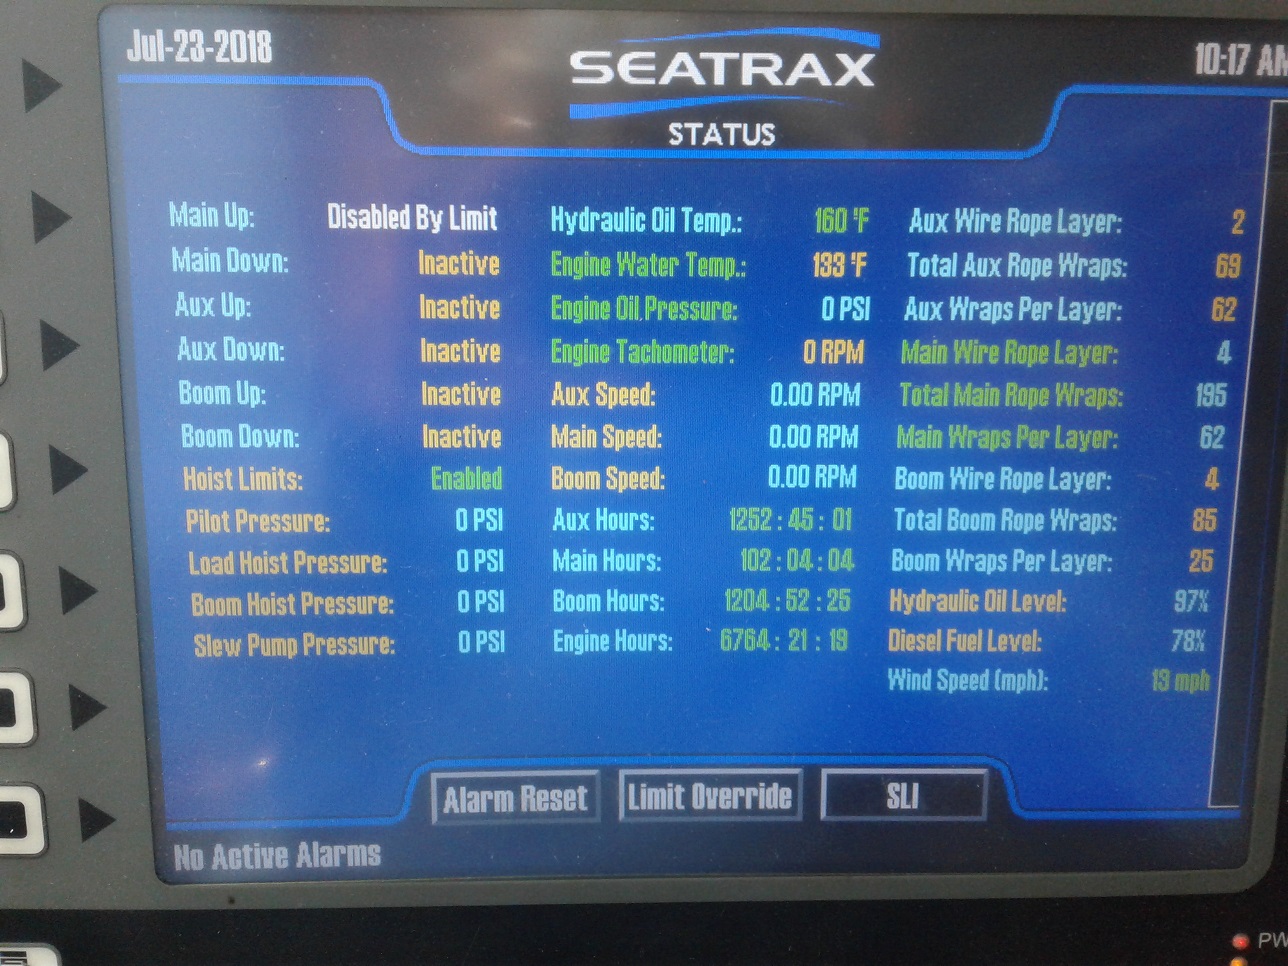 Jul-23-2018
SEATRAX
10:17 AM
STATUS
Main Up: Disabled By Limit
Main Down: Inactive
Aux Up: Inactive
Aux Down: Inactive
Boom Up: Inactive
Boom Down: Inactive
Hoist Limits: Enabled
Pilot Pressure: 0 PSI
Load Hoist Pressure: 0 PSI
Boom Hoist Pressure: 0 PSI
Slew Pump Pressure: 0 PSI
Hydraulic Oil Temp.: 160 °F
Engine Water Temp.: 133 °F
Engine Oil Pressure: 0 PSI
Engine Tachometer: 0 RPM
Aux Speed: 0.00 RPM
Main Speed: 0.00 RPM
Boom Speed: 0.00 RPM
Aux Hours: 1252 : 45 : 01
Main Hours: 102 : 04 : 04
Boom Hours: 1204 : 52 : 25
Engine Hours: 6764 : 21 : 19
Aux Wire Rope Layer: 2
Total Aux Rope Wraps: 69
Aux Wraps Per Layer: 62
Main Wire Rope Layer: 4
Total Main Rope Wraps: 195
Main Wraps Per Layer: 62
Boom Wire Rope Layer: 4
Total Boom Rope Wraps: 85
Boom Wraps Per Layer: 25
Hydraulic Oil Level: 97%
Diesel Fuel Level: 78%
Wind Speed (mph): 13 mph
Alarm Reset
Limit Override
SLI
No Active Alarms
PW